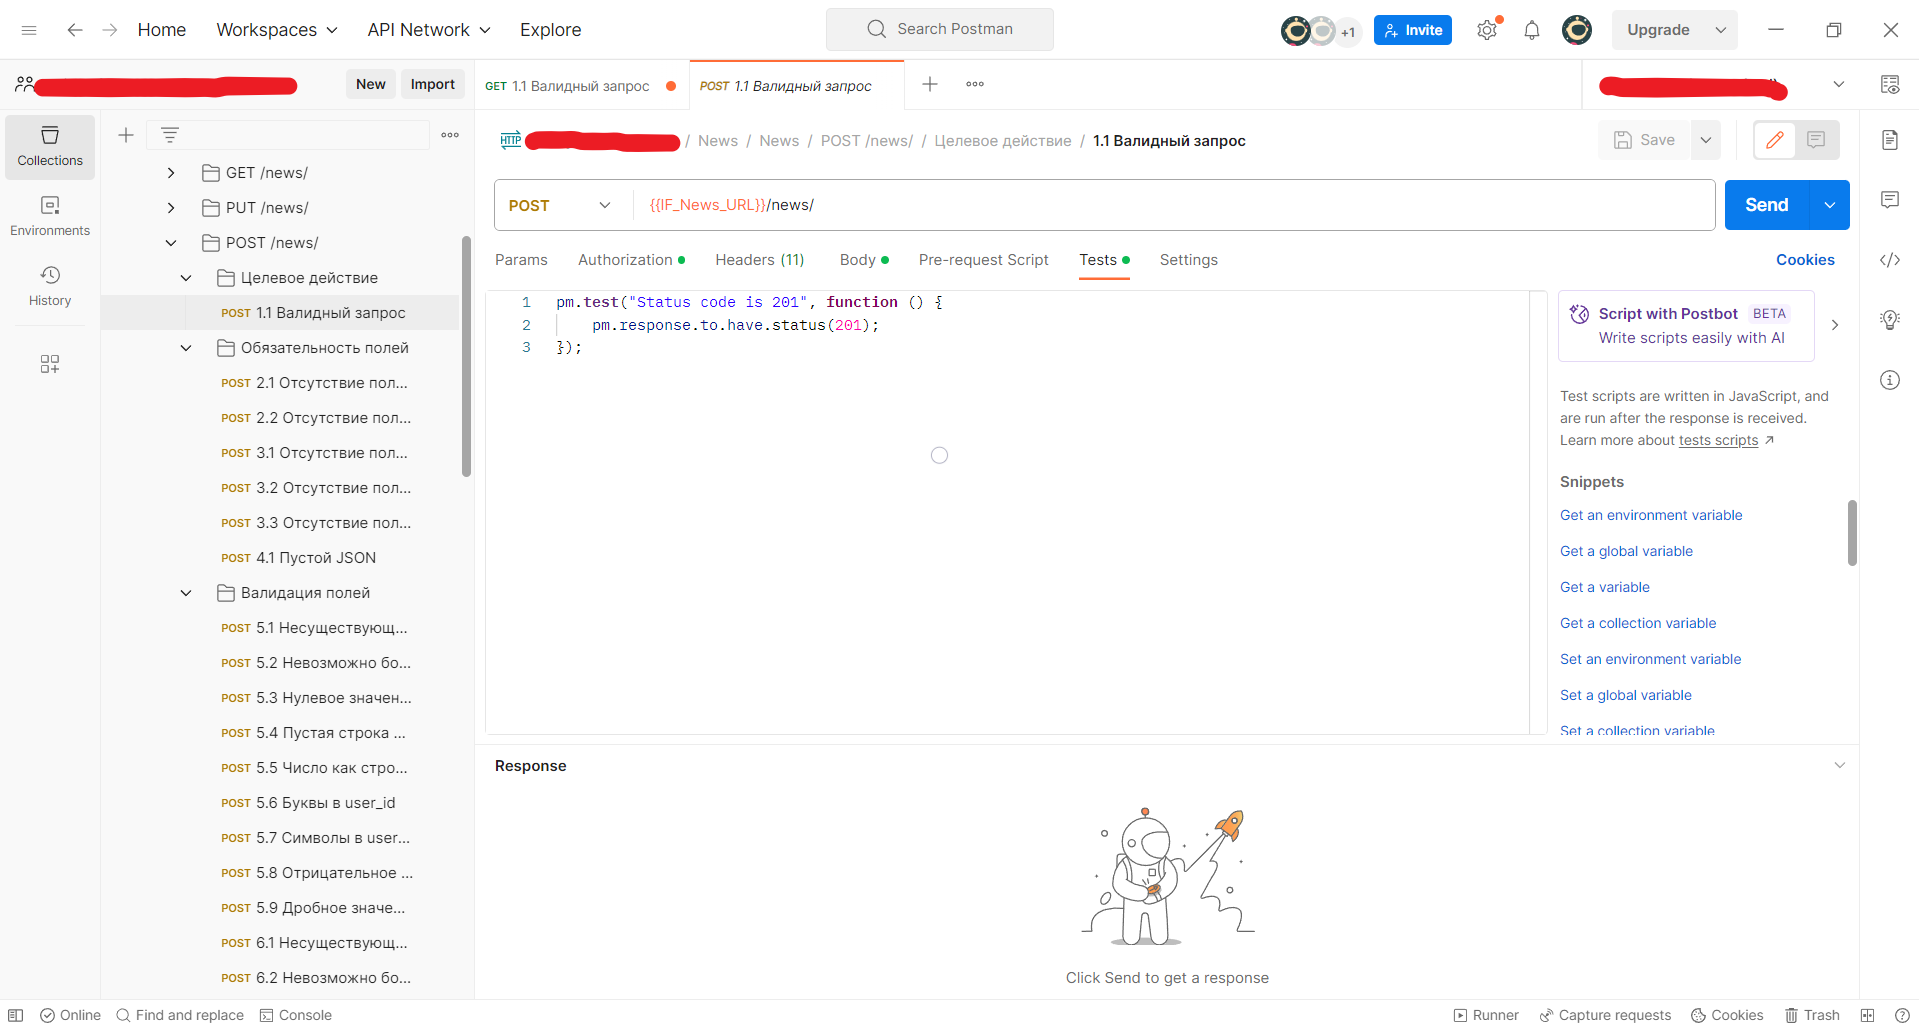 Home Workspaces API Network Explore Search Postman +1 Invite Upgrade
New Import GET 1.1 Валидный запрос POST 1.1 Валидный запрос
Collections
Environments
History
GET /news/
PUT /news/
POST /news/
Целевое действие
POST 1.1 Валидный запрос
Обязательность полей
POST 2.1 Отсутствие пол...
POST 2.2 Отсутствие пол...
POST 3.1 Отсутствие пол...
POST 3.2 Отсутствие пол...
POST 3.3 Отсутствие пол...
POST 4.1 Пустой JSON
Валидация полей
POST 5.1 Несуществующ...
POST 5.2 Невозможно бо...
POST 5.3 Нулевое значен...
POST 5.4 Пустая строка ...
POST 5.5 Число как стро...
POST 5.6 Буквы в user_id
POST 5.7 Символы в user...
POST 5.8 Отрицательное ...
POST 5.9 Дробное значе...
POST 6.1 Несуществующ...
POST 6.2 Невозможно бо...
HTTP / News / News / POST /news/ / Целевое действие / 1.1 Валидный запрос Save
POST {{IF_News_URL}}/news/ Send
Params Authorization Headers (11) Body Pre-request Script Tests Settings Cookies
1 pm.test("Status code is 201", function () {
2 pm.response.to.have.status(201);
3 });
Script with Postbot BETA
Write scripts easily with AI
Test scripts are written in JavaScript, and
are run after the response is received.
Learn more about tests scripts ↗
Snippets
Get an environment variable
Get a global variable
Get a variable
Get a collection variable
Set an environment variable
Set a global variable
Set a collection variable
Response
Click Send to get a response
Online Find and replace Console Runner Capture requests Cookies Trash